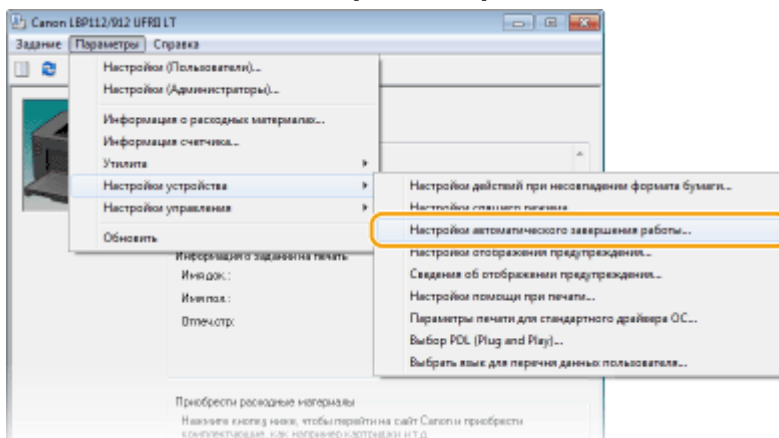 Canon LBP112/912 UFRII LT
Задание Параметры Справка
Настройки (Пользователи)...
Настройки (Администраторы)...
Информация о расходных материалах...
Информация счетчика...
Утилита
Настройки устройства
Настройки управления
Обновить
Настройки действий при несовпадении формата бумаги...
Настройки спящего режима...
Настройки автоматического завершения работы...
Настройки отображения предупреждения...
Сведения об отображении предупреждения...
Настройки помощи при печати...
Параметры печати для стандартного драйвера ОС...
Выбор PDL (Plug and Play)...
Выбрать язык для перечня данных пользователя...
Информация о задании на печать
Имя док.:
Имя пол.:
Отпеч.стр:
Приобрести расходные материалы
Нажмите кнопку ниже, чтобы перейти на сайт Canon и приобрести
комплектующие, как например картриджи и т.д.